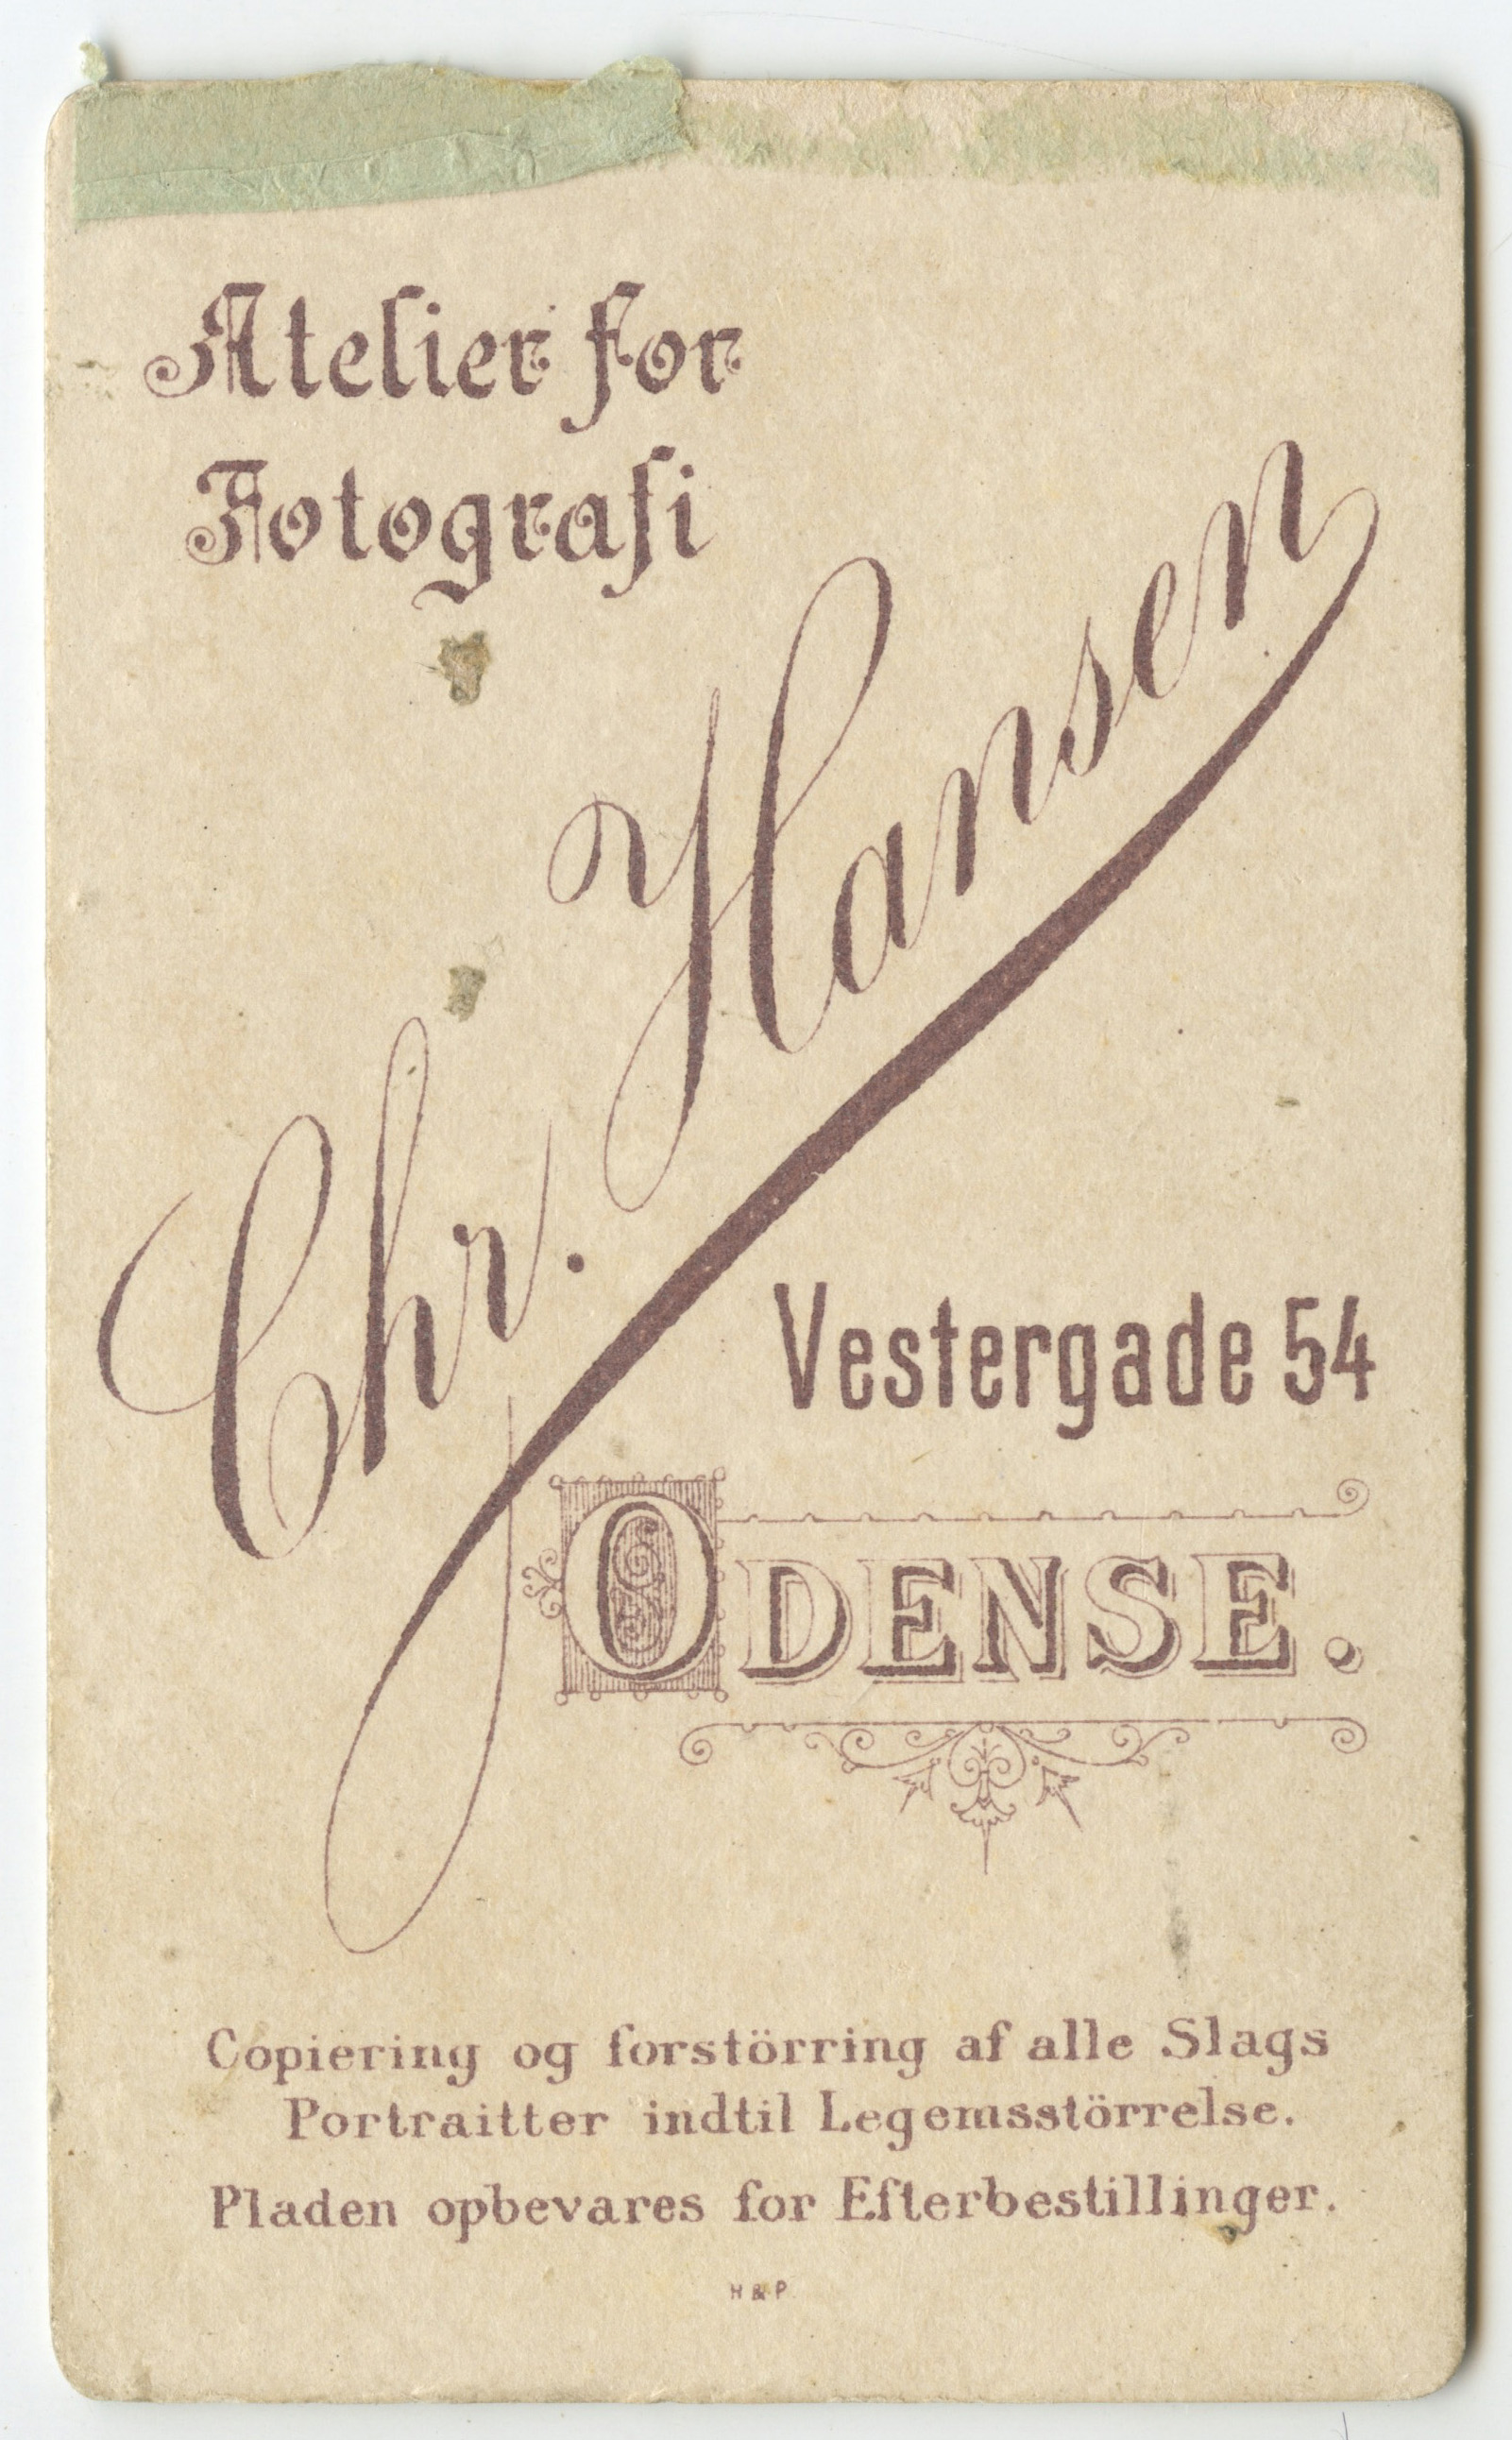 Atelier for
Fotografi
Chr. Hansen
Vestergade 54
ODENSE.
Copiering og forstörring af alle Slags
Portraitter indtil Legemsstörrelse.
Pladen opbevares for Efterbestillinger.
H & P